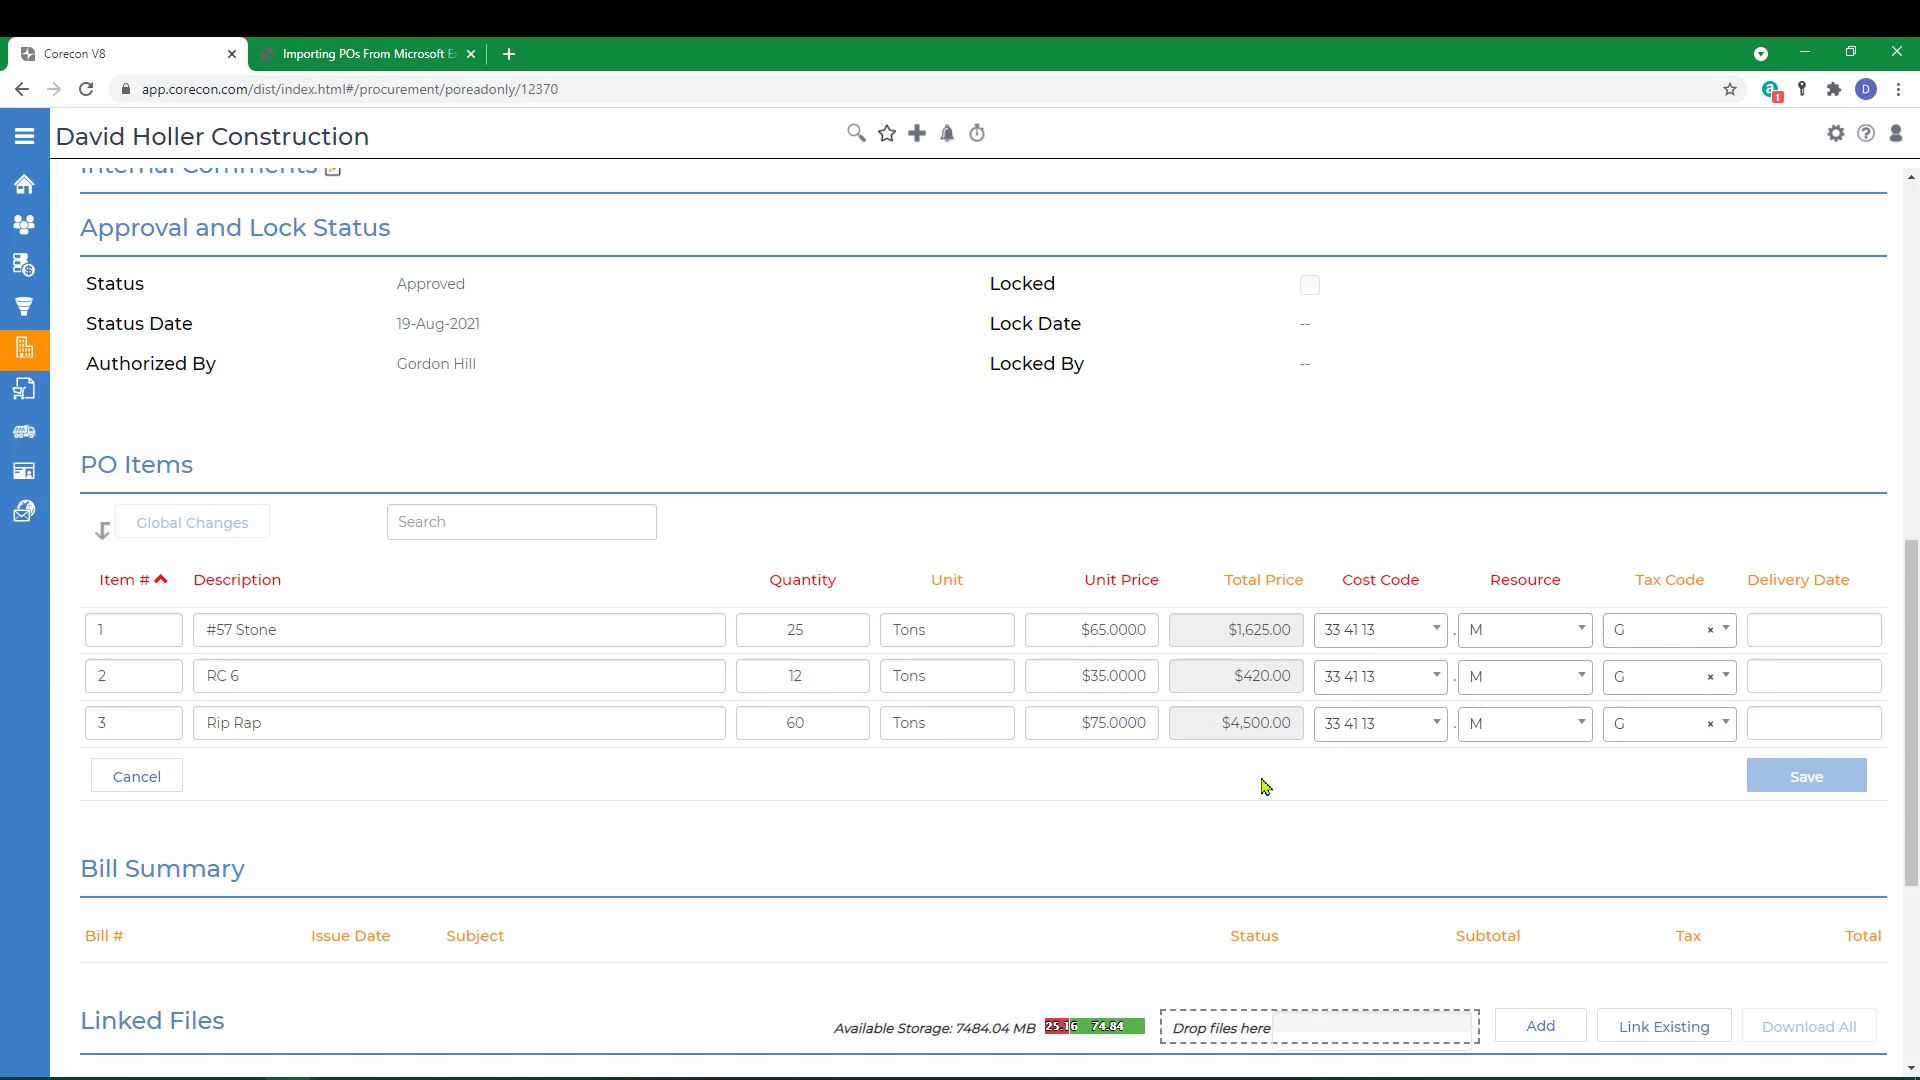 Corecon V8
Importing POs From Microsoft E
app.corecon.com/dist/index.html#/procurement/poreadonly/12370
1
D
David Holler Construction
Internal Comments
Approval and Lock Status
Status Approved Locked
Status Date 19-Aug-2021 Lock Date --
Authorized By Gordon Hill Locked By --
PO Items
Global Changes Search
Item # Description Quantity Unit Unit Price Total Price Cost Code Resource Tax Code Delivery Date
1 #57 Stone 25 Tons $65.0000 $1,625.00 33 41 13 . M G ×
2 RC 6 12 Tons $35.0000 $420.00 33 41 13 . M G ×
3 Rip Rap 60 Tons $75.0000 $4,500.00 33 41 13 . M G ×
Cancel Save
Bill Summary
Bill # Issue Date Subject Status Subtotal Tax Total
Linked Files Available Storage: 7484.04 MB 25.16 74.84 Drop files here Add Link Existing Download All